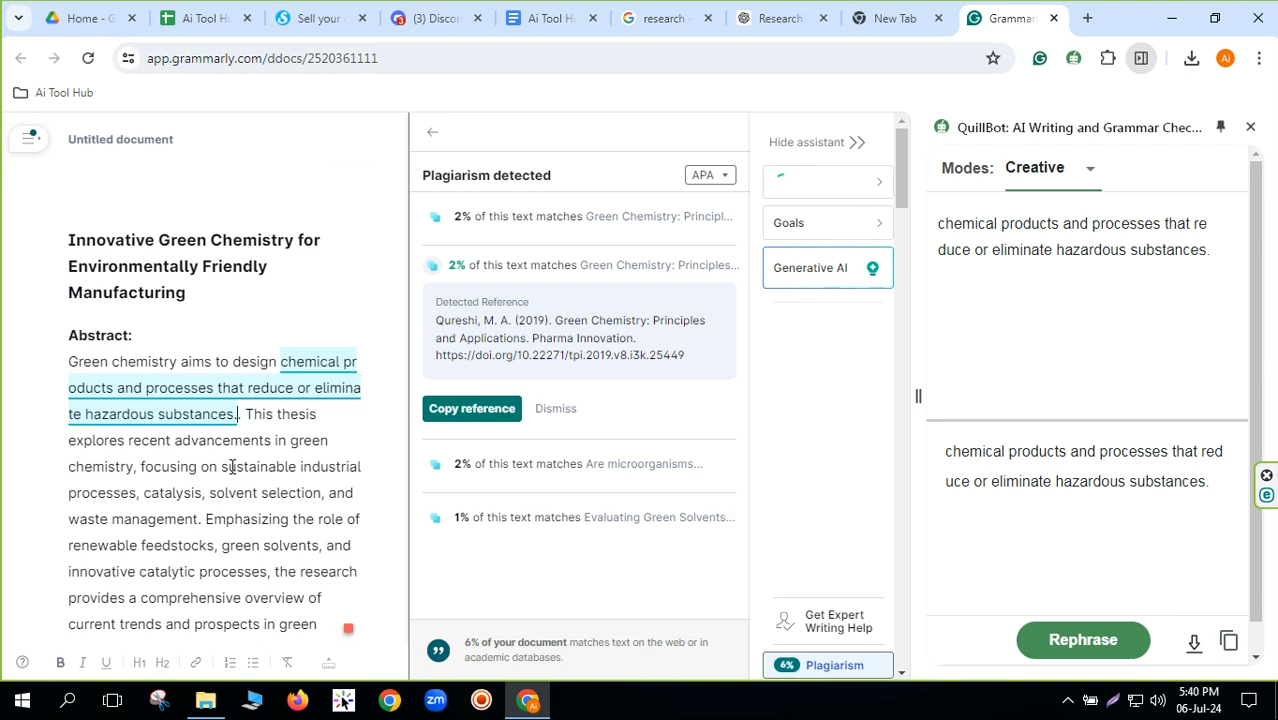 Home - G
Ai Tool Hu
Sell your
(3) Discor
Ai Tool H
research -
Research
New Tab
Grammar
app.grammarly.com/ddocs/2520361111
Ai
Ai Tool Hub
Untitled document
Innovative Green Chemistry for
Environmentally Friendly
Manufacturing
Abstract:
Green chemistry aims to design chemical pr
oducts and processes that reduce or elimina
te hazardous substances.. This thesis
explores recent advancements in green
chemistry, focusing on sustainable industrial
processes, catalysis, solvent selection, and
waste management. Emphasizing the role of
renewable feedstocks, green solvents, and
innovative catalytic processes, the research
provides a comprehensive overview of
current trends and prospects in green
B I U H1 H2
Plagiarism detected
APA
2% of this text matches Green Chemistry: Principl...
2% of this text matches Green Chemistry: Principles...
Detected Reference
Qureshi, M. A. (2019). Green Chemistry: Principles
and Applications. Pharma Innovation.
https://doi.org/10.22271/tpi.2019.v8.i3k.25449
Copy reference
Dismiss
2% of this text matches Are microorganisms...
1% of this text matches Evaluating Green Solvents...
6% of your document matches text on the web or in
academic databases.
Hide assistant
Goals
Generative AI
Get Expert
Writing Help
6% Plagiarism
QuillBot: AI Writing and Grammar Chec...
Modes: Creative
chemical products and processes that re
duce or eliminate hazardous substances.
chemical products and processes that red
uce or eliminate hazardous substances.
Rephrase
zm
Ai
5:40 PM
06-Jul-24